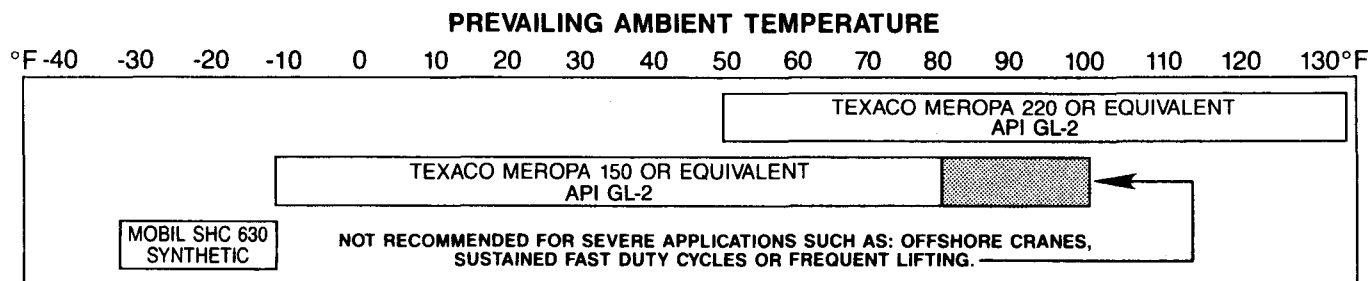 PREVAILING AMBIENT TEMPERATURE
°F -40 -30 -20 -10 0 10 20 30 40 50 60 70 80 90 100 110 120 130°F
TEXACO MEROPA 220 OR EQUIVALENT
API GL-2
TEXACO MEROPA 150 OR EQUIVALENT
API GL-2
MOBIL SHC 630
SYNTHETIC
NOT RECOMMENDED FOR SEVERE APPLICATIONS SUCH AS: OFFSHORE CRANES,
SUSTAINED FAST DUTY CYCLES OR FREQUENT LIFTING.